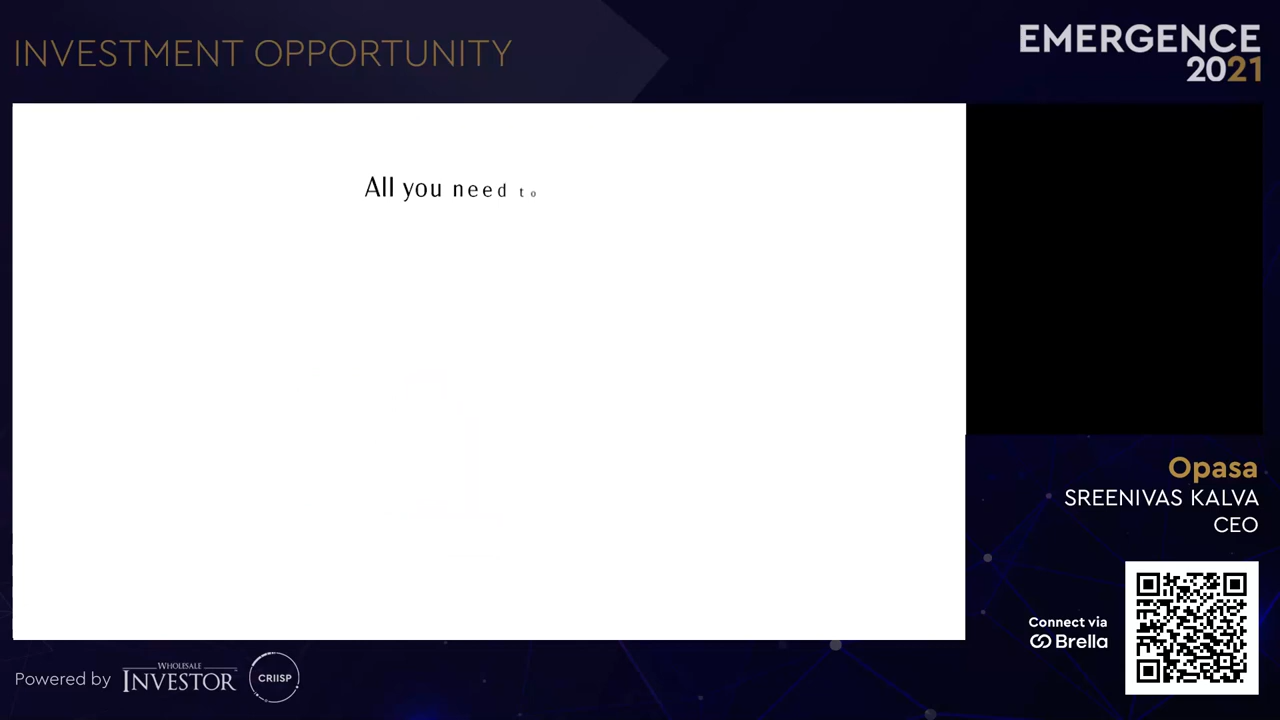 INVESTMENT OPPORTUNITY
EMERGENCE
2021
All you need to
Opasa
SREENIVAS KALVA
CEO
Connect via
Brella
Powered by
WHOLESALE
INVESTOR
CRIISP